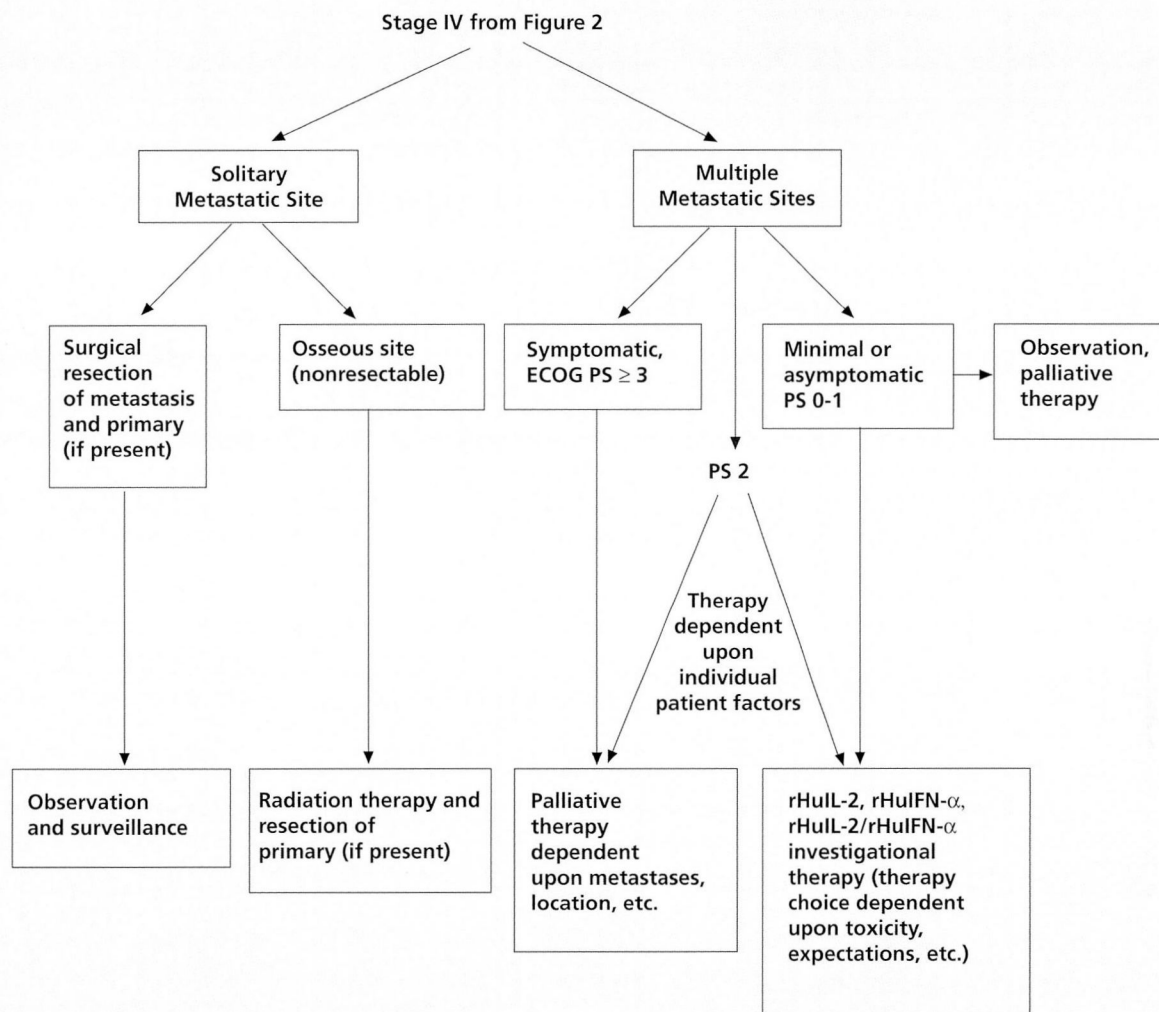 Stage IV from Figure 2
Solitary
Metastatic Site
Multiple
Metastatic Sites
Surgical
resection
of metastasis
and primary
(if present)
Osseous site
(nonresectable)
Symptomatic,
ECOG PS ≥ 3
Minimal or
asymptomatic
PS 0-1
Observation,
palliative
therapy
PS 2
Therapy
dependent
upon
individual
patient factors
Observation
and surveillance
Radiation therapy and
resection of
primary (if present)
Palliative
therapy
dependent
upon metastases,
location, etc.
rHuIL-2, rHuIFN-α,
rHuIL-2/rHuIFN-α
investigational
therapy (therapy
choice dependent
upon toxicity,
expectations, etc.)